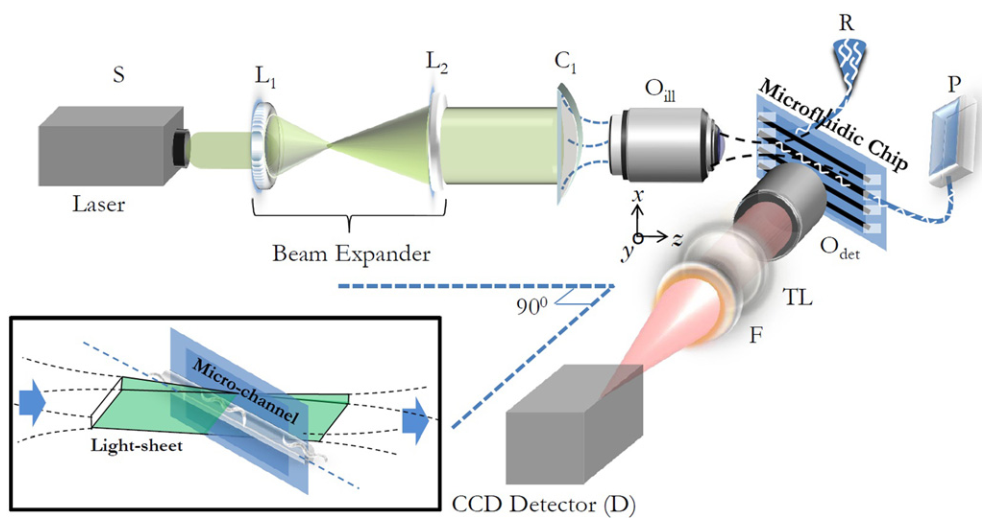 S
L1
L2
C1
Oill
R
P
Microfluidic Chip
Laser
Beam Expander
x
y
z
Odet
TL
F
90⁰
Micro-channel
Light-sheet
CCD Detector (D)